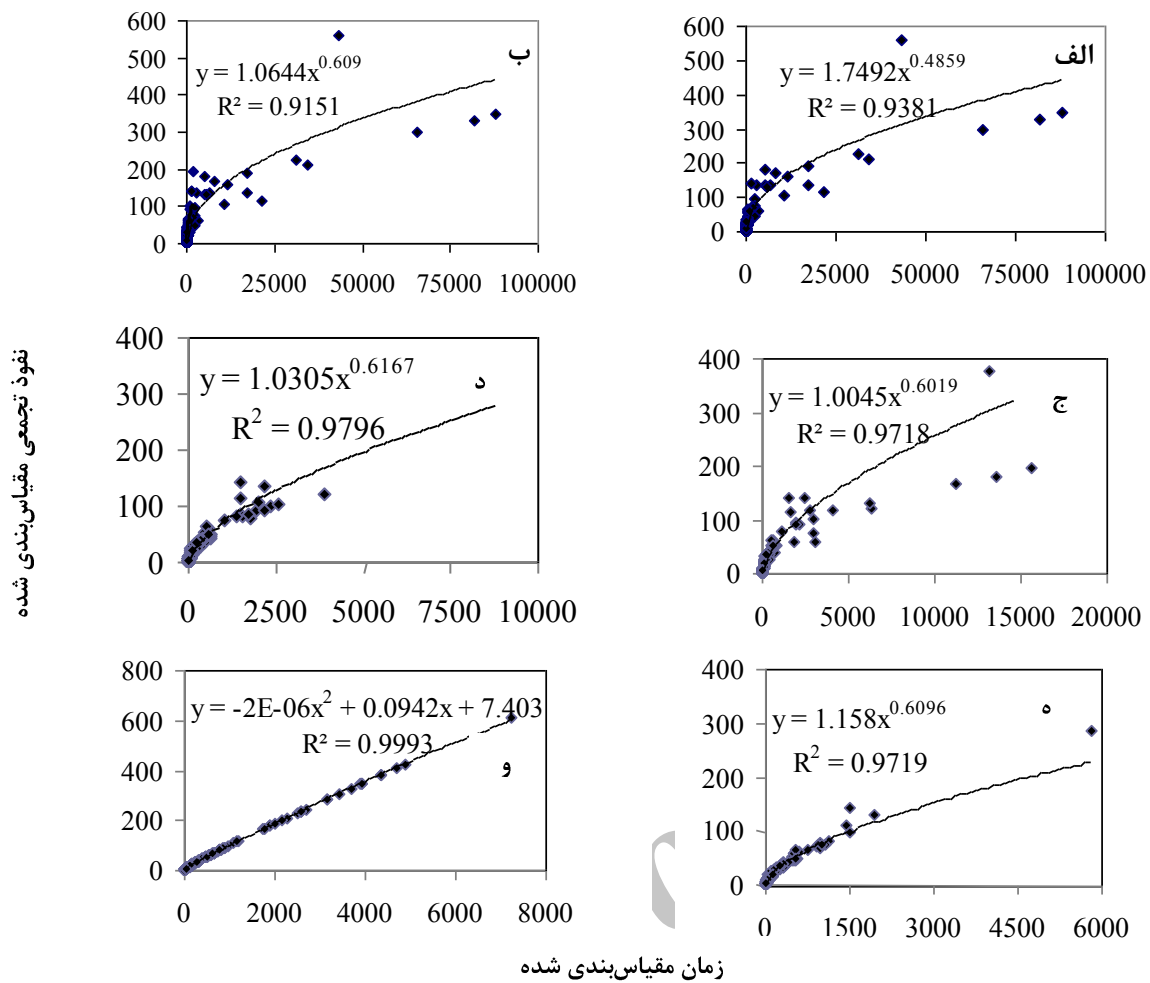 نفوذ تجمعی مقیاس‌بندی شده
الف
y = 1.7492x^0.4859
R² = 0.9381
600
500
400
300
200
100
0
0 25000 50000 75000 100000
ب
y = 1.0644x^0.609
R² = 0.9151
600
500
400
300
200
100
0
0 25000 50000 75000 100000
ج
y = 1.0045x^0.6019
R² = 0.9718
400
300
200
100
0
0 5000 10000 15000 20000
د
y = 1.0305x^0.6167
R² = 0.9796
400
300
200
100
0
0 2500 5000 7500 10000
ه
y = 1.158x^0.6096
R² = 0.9719
400
300
200
100
0
0 1500 3000 4500 6000
و
y = -2E-06x² + 0.0942x + 7.403
R² = 0.9993
800
600
400
200
0
0 2000 4000 6000 8000
زمان مقیاس‌بندی شده